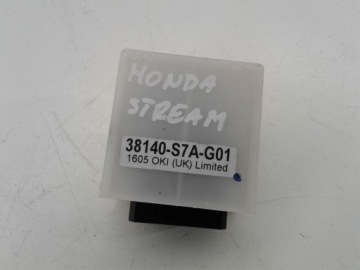 HONDA
STREAM
38140-S7A-G01
1605 OKI (UK) Limited